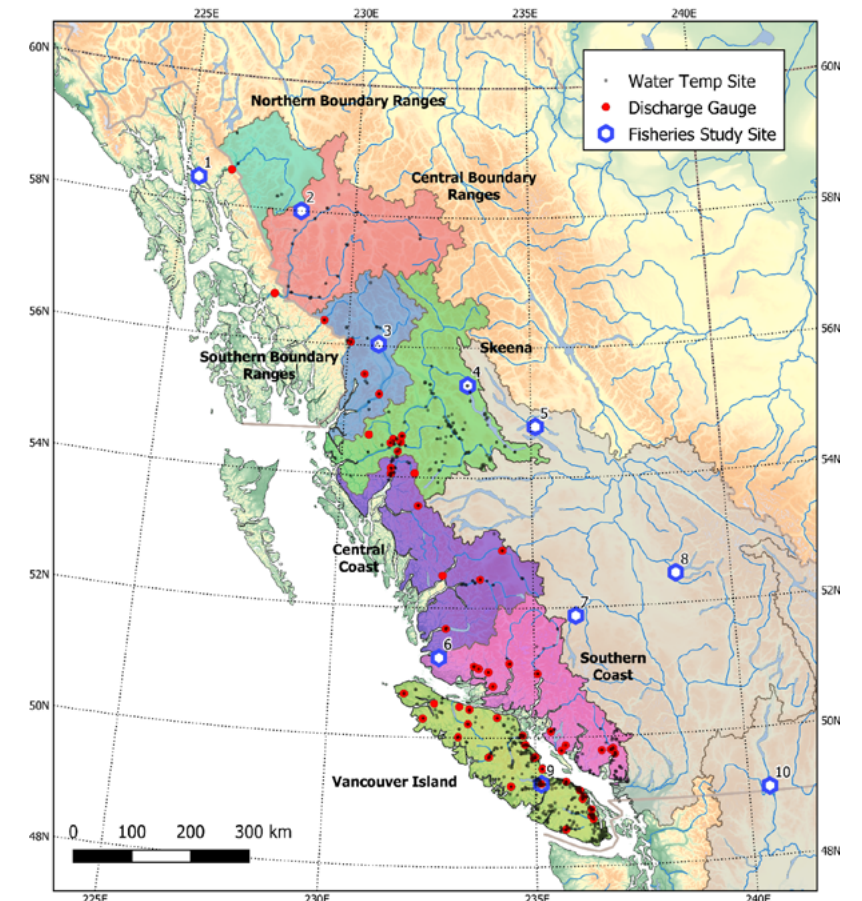 225E
230E
235E
240E
60N
60N
Water Temp Site
Discharge Gauge
Fisheries Study Site
Northern Boundary Ranges
1
58N
58N
2
Central Boundary
Ranges
56N
56N
3
Southern Boundary
Ranges
Skeena
4
5
54N
54N
Central
Coast
8
52N
52N
7
6
Southern
Coast
50N
50N
Vancouver Island
9
10
0 100 200 300 km
48N
48N
225E
230E
235E
240E